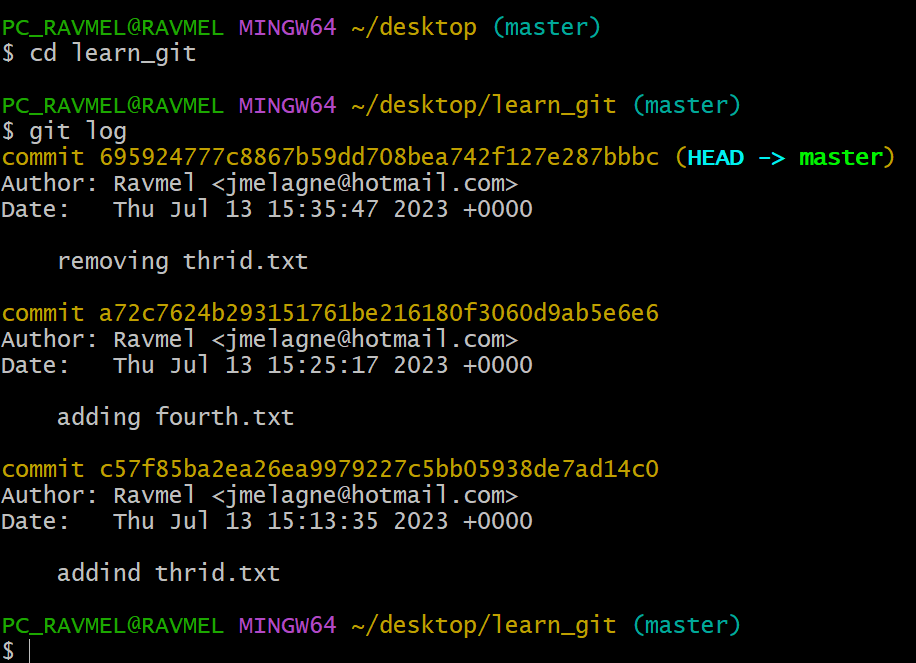 PC_RAVMEL@RAVMEL MINGW64 ~/desktop (master)
$ cd learn_git
PC_RAVMEL@RAVMEL MINGW64 ~/desktop/learn_git (master)
$ git log
commit 695924777c8867b59dd708bea742f127e287bbbc (HEAD -> master)
Author: Ravmel <jmelagne@hotmail.com>
Date:   Thu Jul 13 15:35:47 2023 +0000
    removing thrid.txt
commit a72c7624b293151761be216180f3060d9ab5e6e6
Author: Ravmel <jmelagne@hotmail.com>
Date:   Thu Jul 13 15:25:17 2023 +0000
    adding fourth.txt
commit c57f85ba2ea26ea9979227c5bb05938de7ad14c0
Author: Ravmel <jmelagne@hotmail.com>
Date:   Thu Jul 13 15:13:35 2023 +0000
    addind thrid.txt
PC_RAVMEL@RAVMEL MINGW64 ~/desktop/learn_git (master)
$